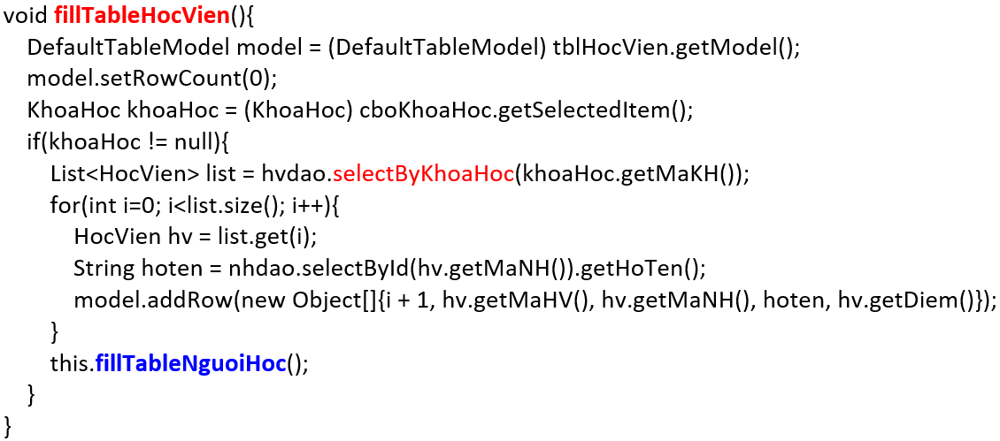 void fillTableHocVien(){
DefaultTableModel model = (DefaultTableModel) tblHocVien.getModel();
model.setRowCount(0);
KhoaHoc khoaHoc = (KhoaHoc) cboKhoaHoc.getSelectedItem();
if(khoaHoc != null){
List<HocVien> list = hvdao.selectByKhoaHoc(khoaHoc.getMaKH());
for(int i=0; i<list.size(); i++){
HocVien hv = list.get(i);
String hoten = nhdao.selectById(hv.getMaNH()).getHoTen();
model.addRow(new Object[]{i + 1, hv.getMaHV(), hv.getMaNH(), hoten, hv.getDiem()});
}
this.fillTableNguoiHoc();
}
}